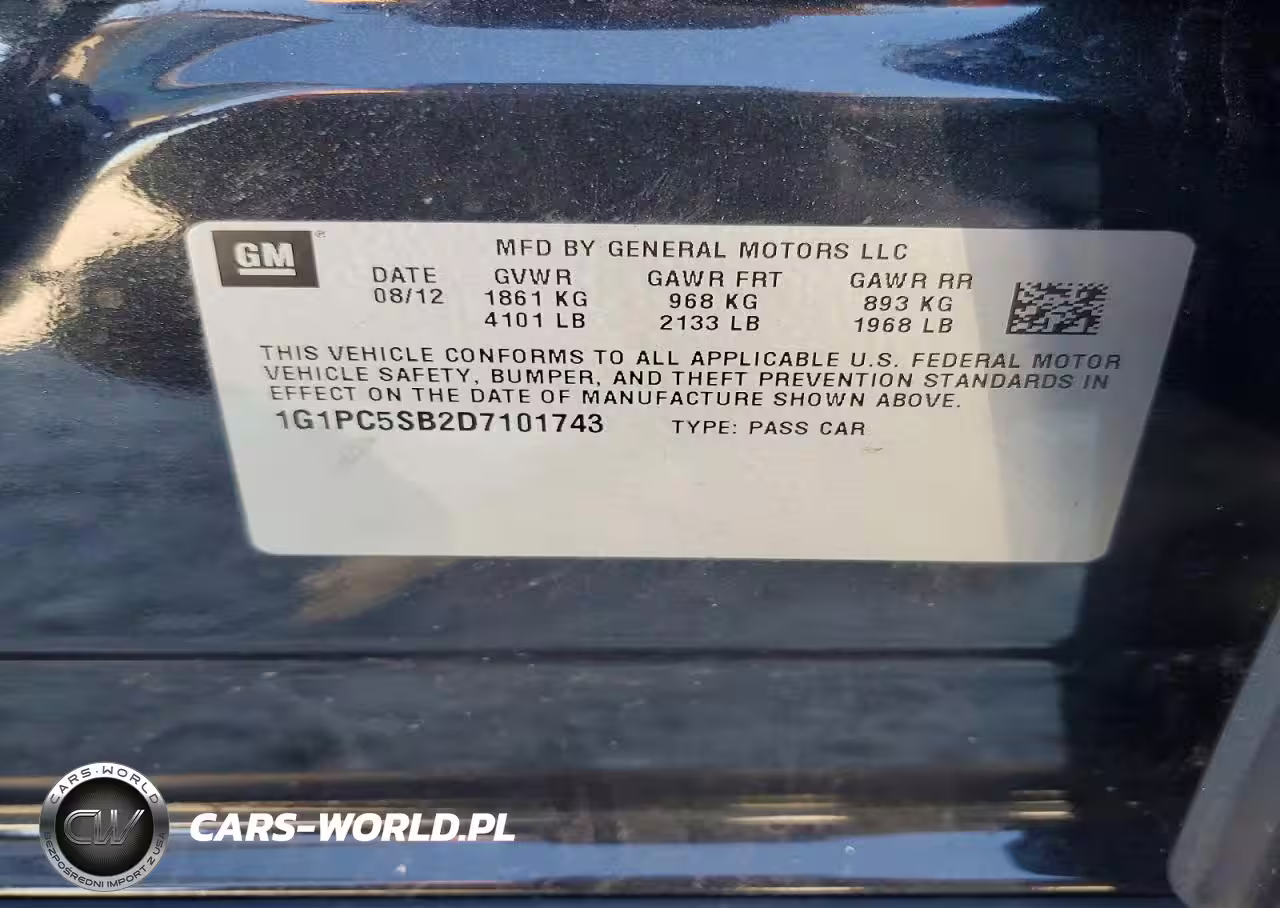 GM
MFD BY GENERAL MOTORS LLC
DATE GVWR GAWR FRT GAWR RR
08/12 1861 KG 968 KG 893 KG
4101 LB 2133 LB 1968 LB
THIS VEHICLE CONFORMS TO ALL APPLICABLE U.S. FEDERAL MOTOR
VEHICLE SAFETY, BUMPER, AND THEFT PREVENTION STANDARDS IN
EFFECT ON THE DATE OF MANUFACTURE SHOWN ABOVE.
1G1PC5SB2D7101743 TYPE: PASS CAR
CARS-WORLD
CW
BEZPOŚREDNI IMPORT Z USA
CARS-WORLD.PL